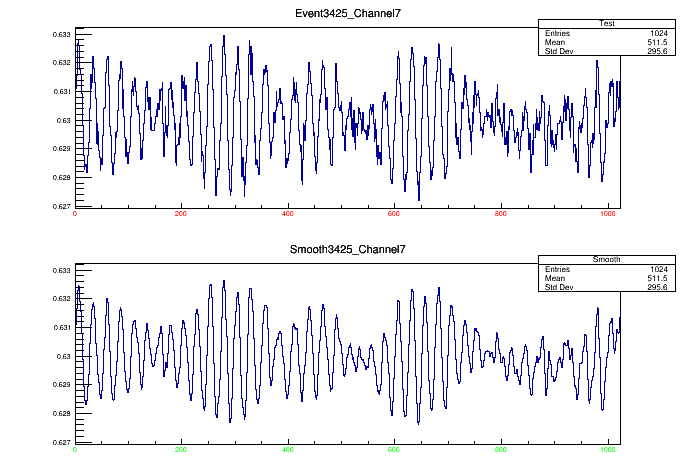 Event3425_Channel7
Test
Entries 1024
Mean 511.5
Std Dev 295.6
0.633
0.632
0.631
0.63
0.629
0.628
0.627
0 200 400 600 800 1000
Smooth3425_Channel7
Smooth
Entries 1024
Mean 511.5
Std Dev 295.6
0.633
0.632
0.631
0.63
0.629
0.628
0.627
0 200 400 600 800 1000